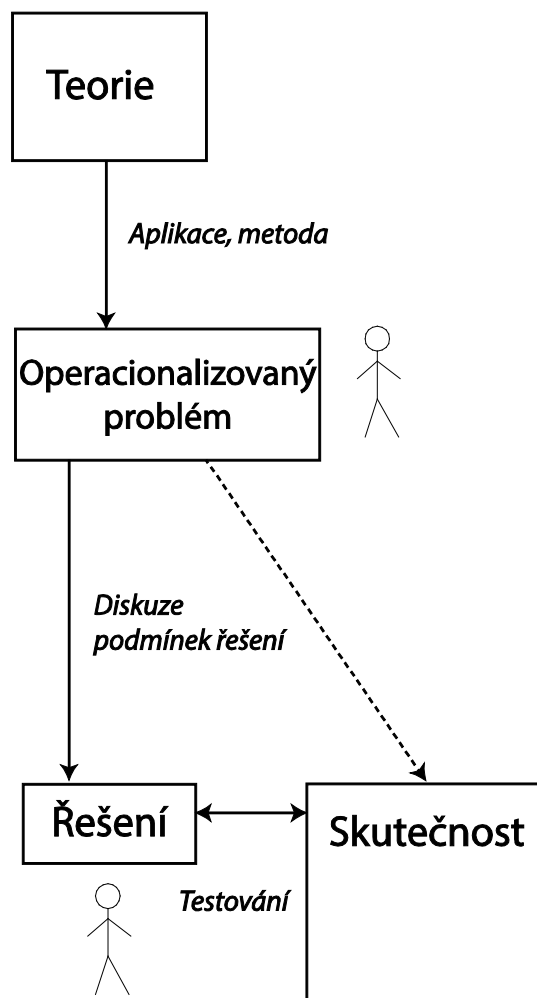 Teorie
Aplikace, metoda
Operacionalizovaný
problém
Diskuze
podmínek řešení
Řešení
Skutečnost
Testování